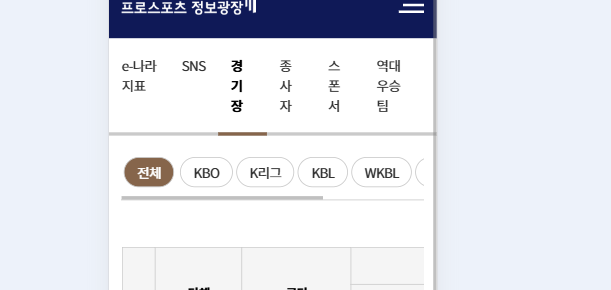 프로스포츠 정보광장
e-나라 지표 SNS 경기장 종사자 스폰서 역대 우승 팀
전체 KBO K리그 KBL WKBL